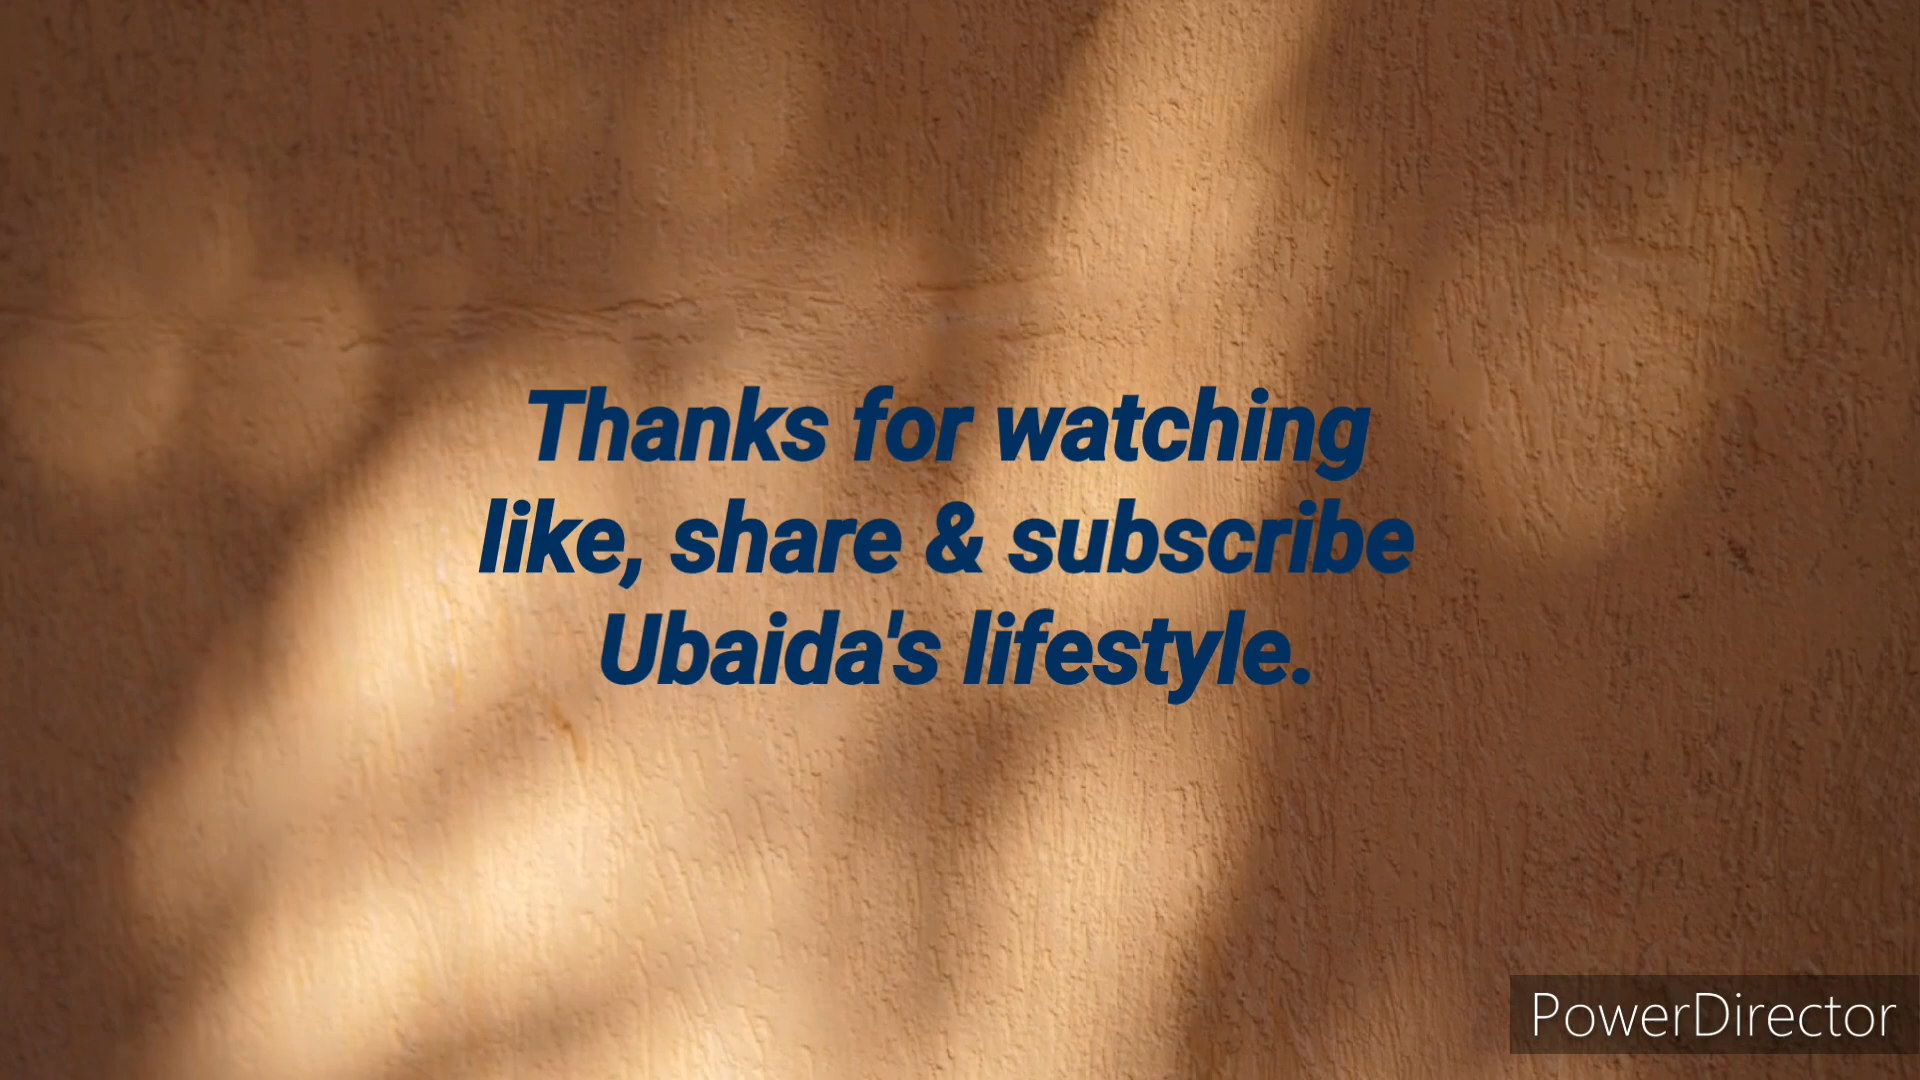 Thanks for watching
like, share & subscribe
Ubaida's lifestyle.
PowerDirector